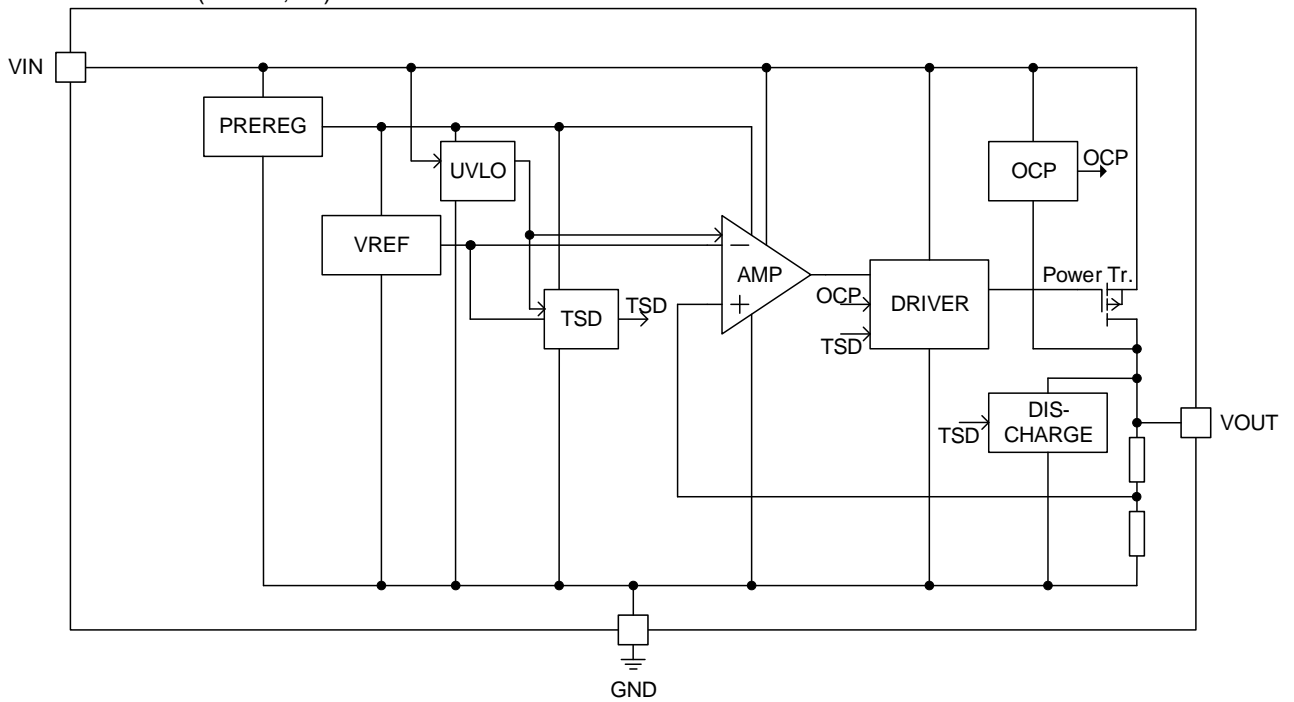 VIN
PREREG
UVLO
OCP
OCP
VREF
AMP
Power Tr.
TSD
TSD
OCP
DRIVER
TSD
DIS-
CHARGE
TSD
VOUT
GND